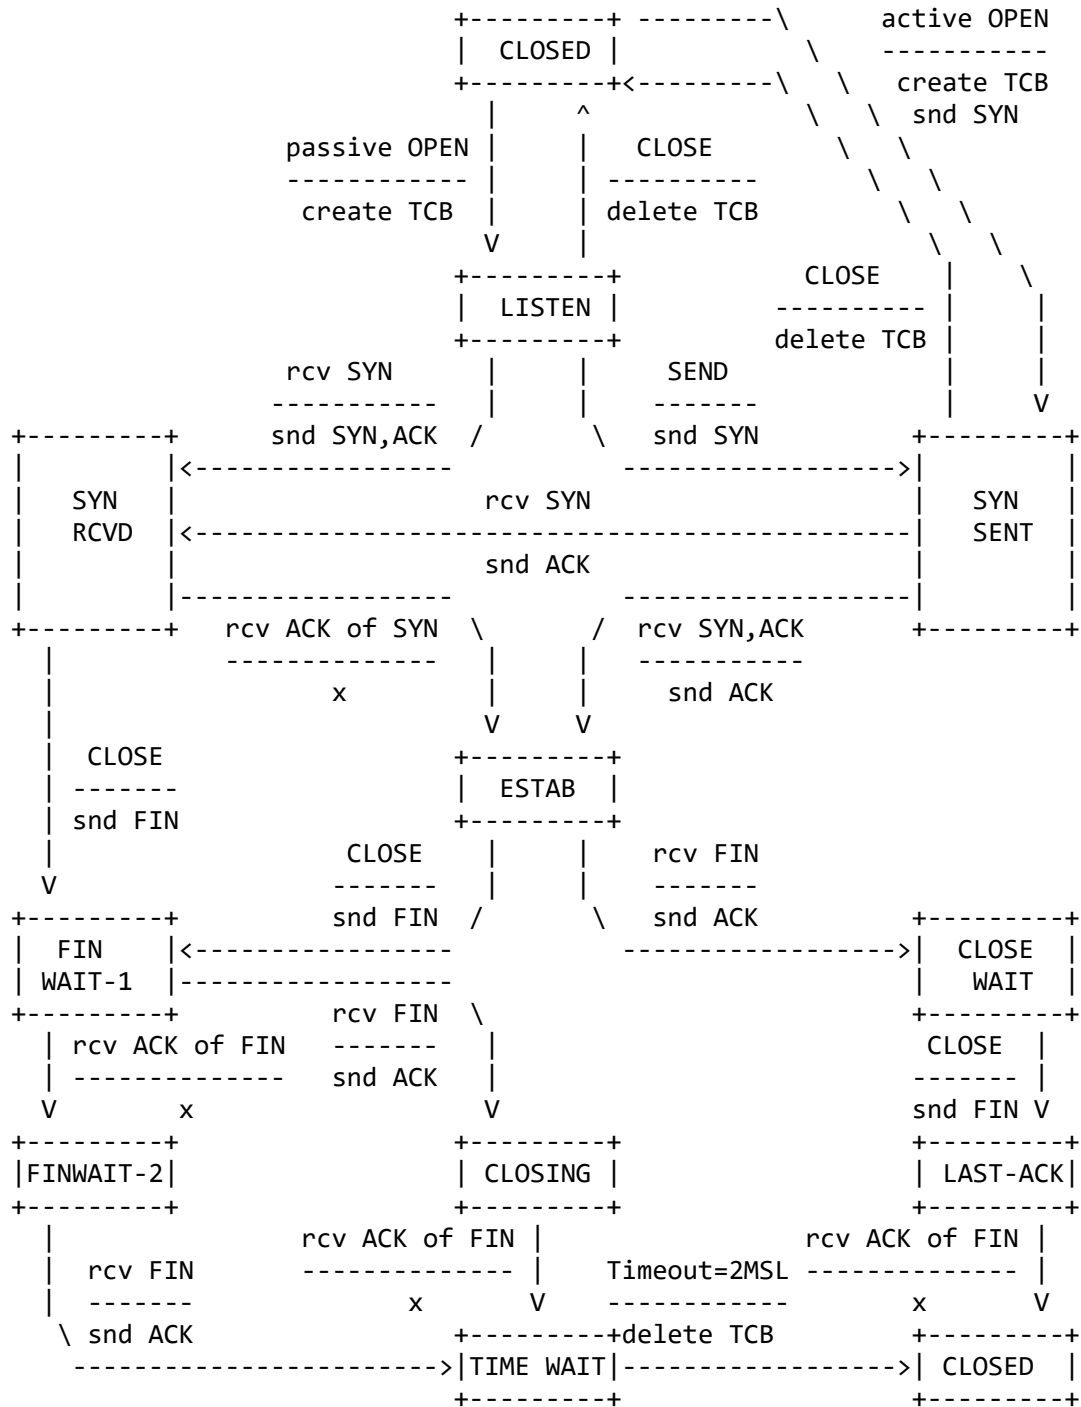 active OPEN
CLOSED
create TCB
snd SYN
passive OPEN CLOSE
create TCB delete TCB
CLOSE
LISTEN
delete TCB
rcv SYN SEND
snd SYN,ACK snd SYN
SYN rcv SYN SYN
RCVD SENT
snd ACK
rcv ACK of SYN rcv SYN,ACK
x snd ACK
CLOSE
ESTAB
snd FIN
CLOSE rcv FIN
snd FIN snd ACK
FIN CLOSE
WAIT-1 WAIT
rcv FIN
rcv ACK of FIN CLOSE
snd ACK
x snd FIN
FINWAIT-2 CLOSING LAST-ACK
rcv ACK of FIN rcv ACK of FIN
rcv FIN Timeout=2MSL
x x
snd ACK delete TCB
TIME WAIT CLOSED